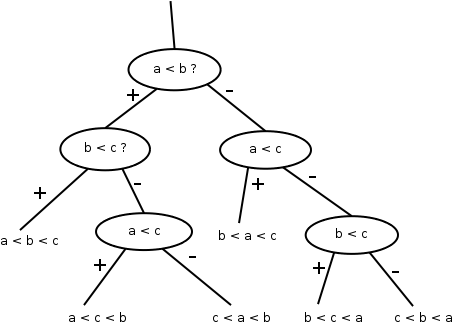 a < b ?
+
-
b < c ?
a < c
+
-
+
-
a < b < c
a < c
b < a < c
b < c
+
-
+
-
a < c < b
c < a < b
b < c < a
c < b < a